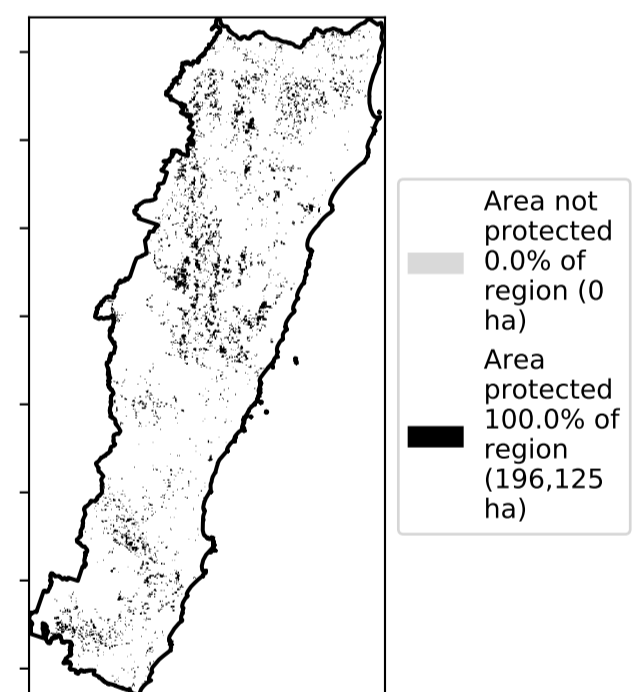 Area not
protected
0.0% of
region (0
ha)
Area
protected
100.0% of
region
(196,125
ha)